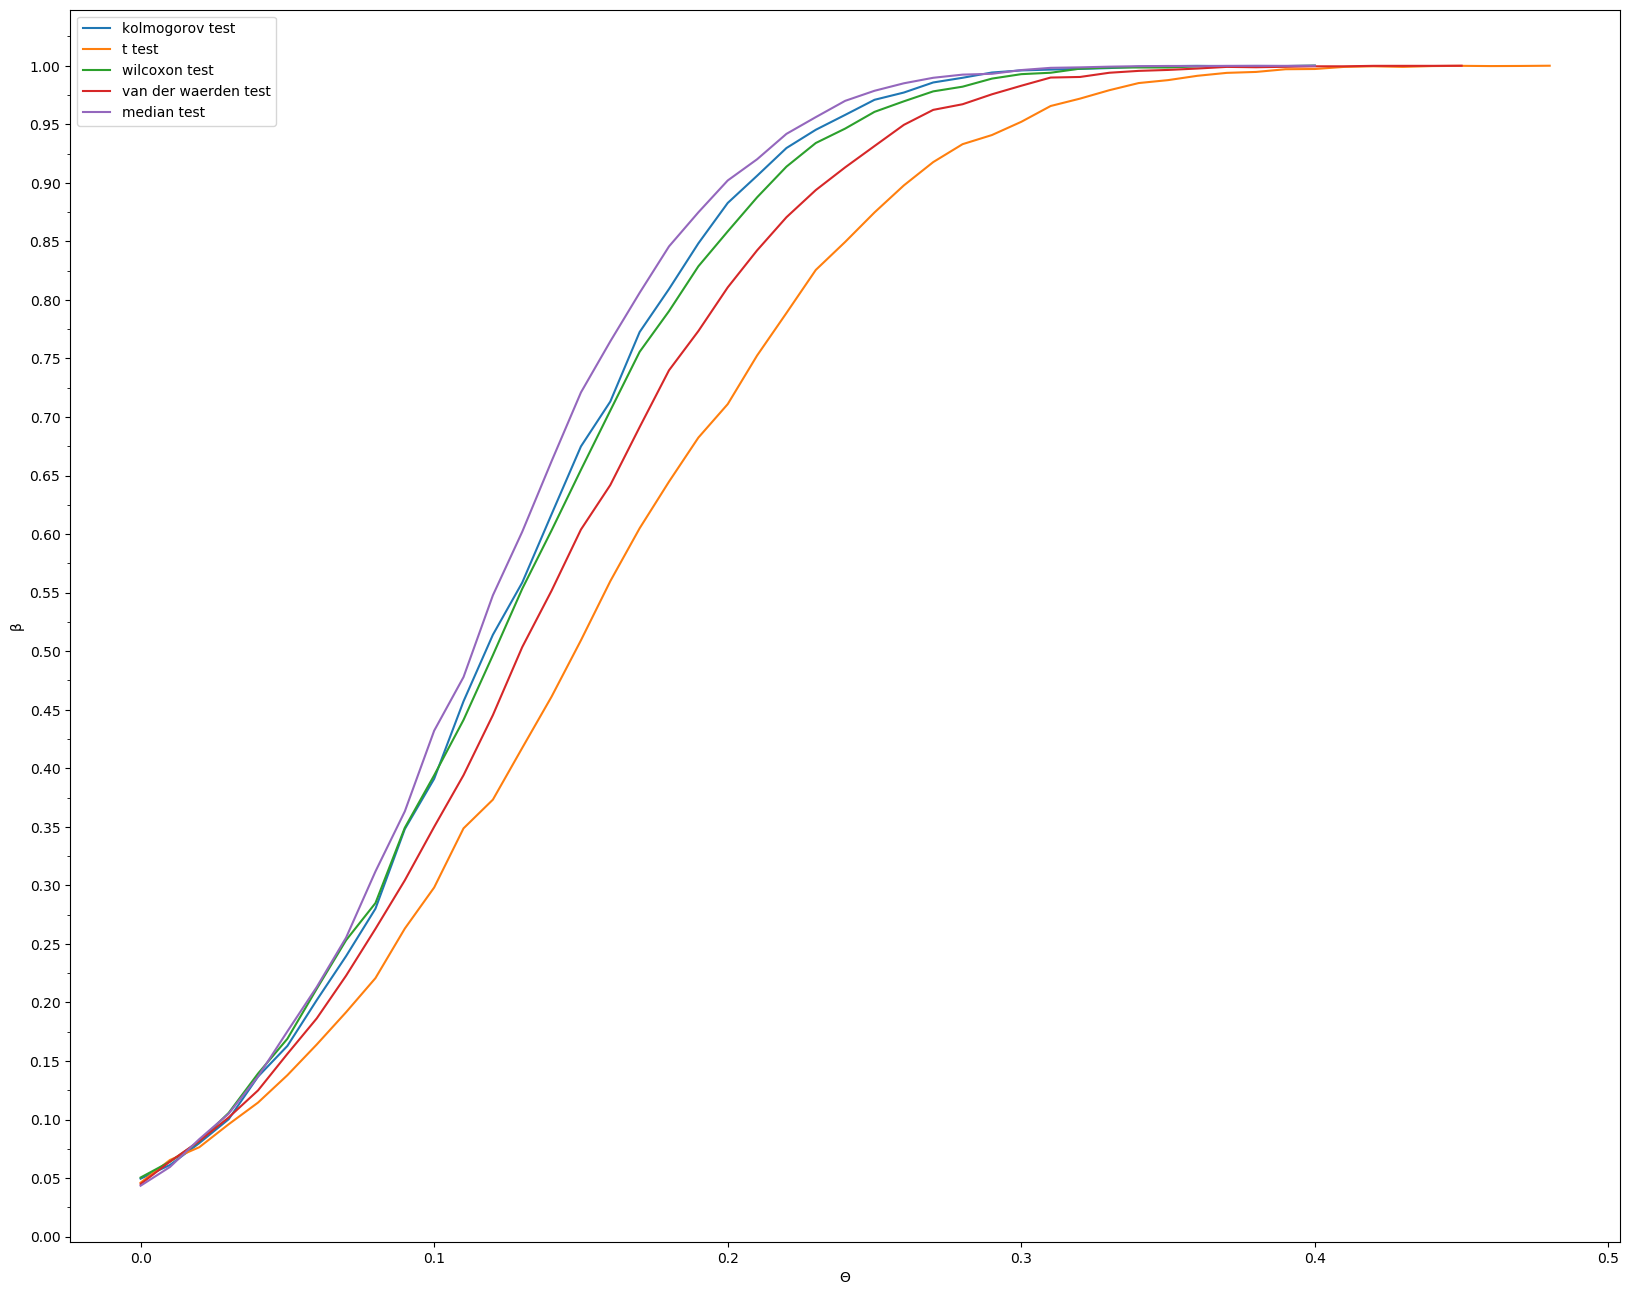 kolmogorov test
t test
wilcoxon test
van der waerden test
median test
1.00
0.95
0.90
0.85
0.80
0.75
0.70
0.65
0.60
0.55
0.50
0.45
0.40
0.35
0.30
0.25
0.20
0.15
0.10
0.05
0.00
β
0.0 0.1 0.2 0.3 0.4 0.5
Θ